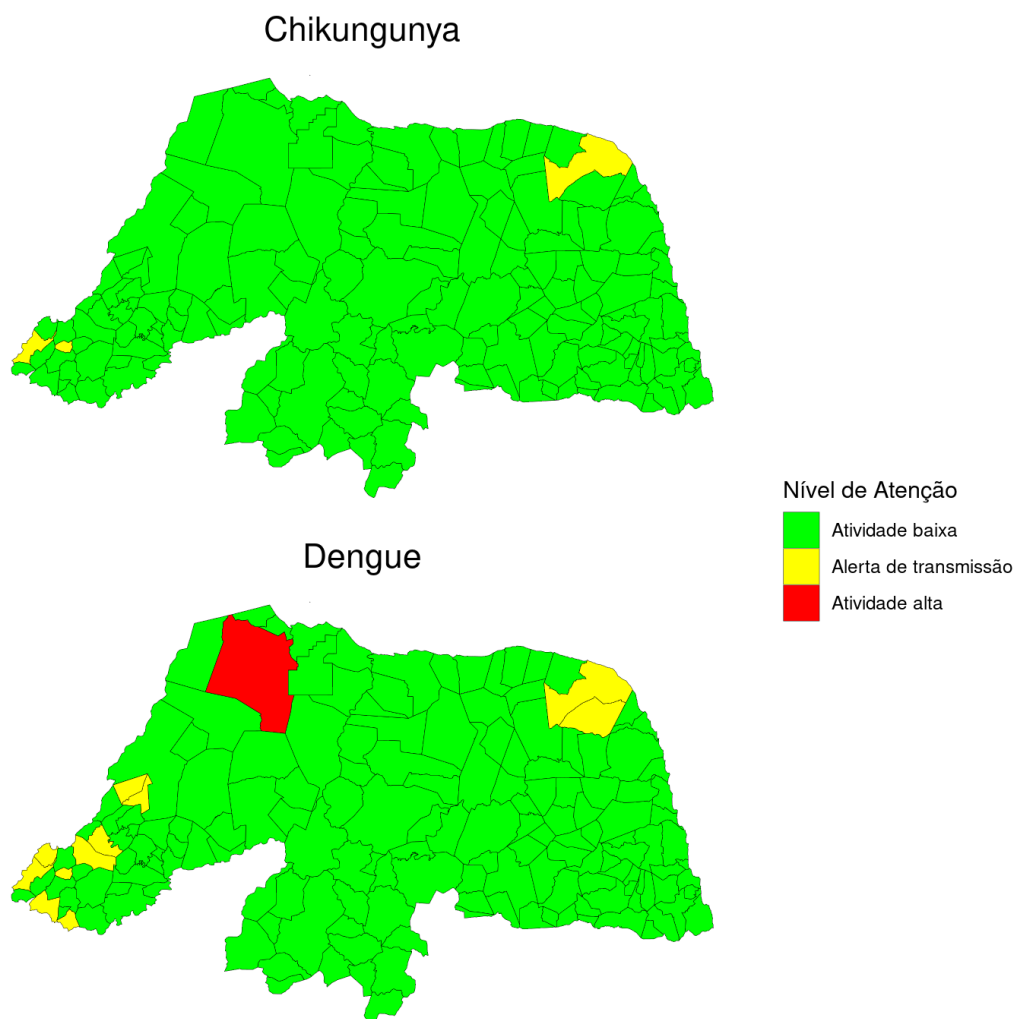 Chikungunya
Nível de Atenção
Atividade baixa
Alerta de transmissão
Atividade alta
Dengue